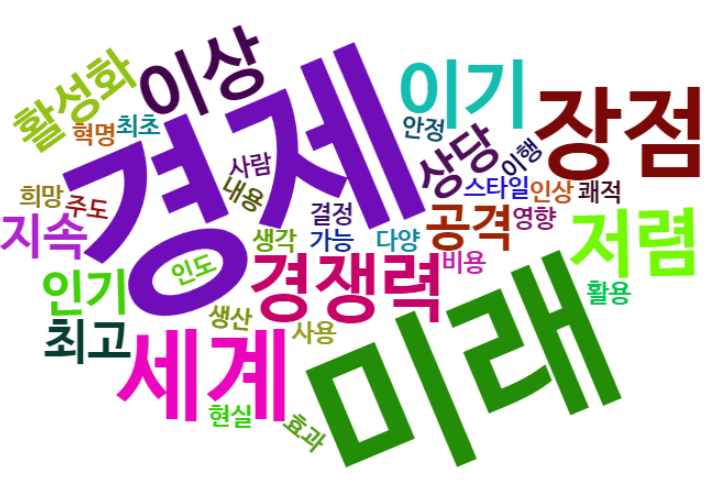 활성화
이상
이기
장점
혁명
최초
경제
안정
상당
이행
사람
내용
희망
주도
스타일
인상
쾌적
지속
결정
공격
영향
저렴
생각
가능
다양
인도
인기
경쟁력
비용
활용
최고
생산
사용
세계
미래
현실
효과